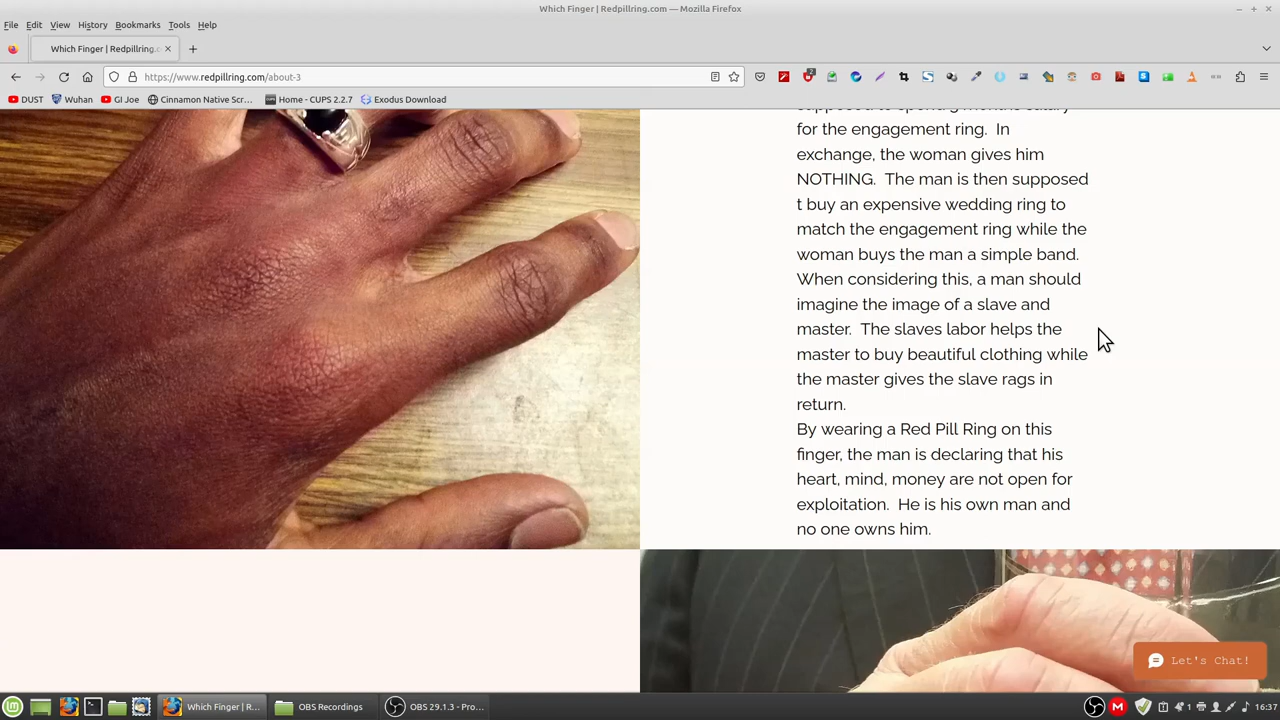 Which Finger | Redpillring.com — Mozilla Firefox
File Edit View History Bookmarks Tools Help
Which Finger | Redpillring.c
https://www.redpillring.com/about-3
DUST Wuhan GI Joe Cinnamon Native Scr... Home - CUPS 2.2.7 Exodus Download
supposed to spend 3 months salary
for the engagement ring. In
exchange, the woman gives him
NOTHING. The man is then supposed
t buy an expensive wedding ring to
match the engagement ring while the
woman buys the man a simple band.
When considering this, a man should
imagine the image of a slave and
master. The slaves labor helps the
master to buy beautiful clothing while
the master gives the slave rags in
return.
By wearing a Red Pill Ring on this
finger, the man is declaring that his
heart, mind, money are not open for
exploitation. He is his own man and
no one owns him.
Let's Chat!
Which Finger | R... OBS Recordings OBS 29.1.3 - Pro... 1 16:37